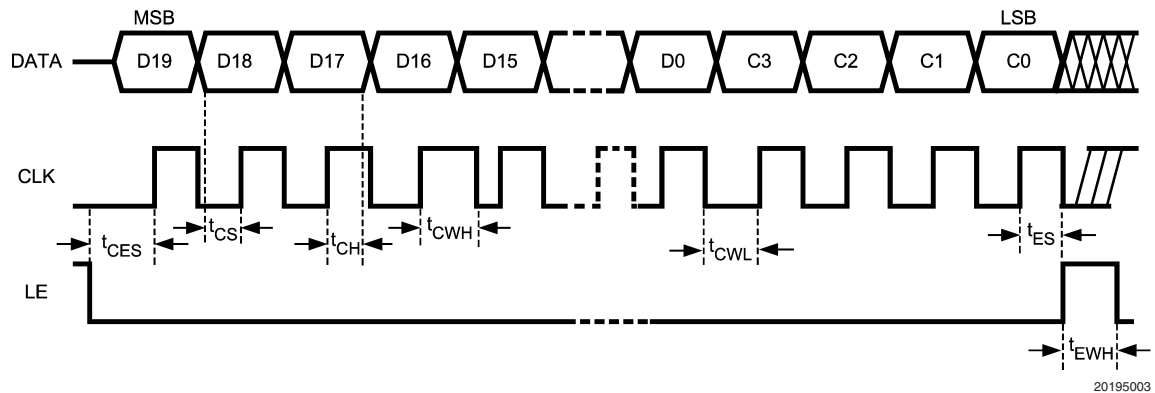 MSB LSB
DATA D19 D18 D17 D16 D15 D0 C3 C2 C1 C0
CLK
tCES tCS tCH tCWH tCWL tES
LE
tEWH
20195003